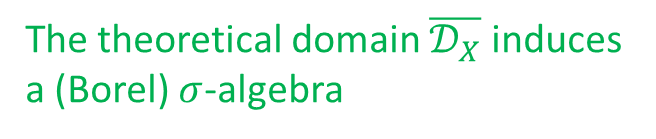 The theoretical domain $\overline{\mathcal{D}_X}$ induces
a (Borel) $\sigma$-algebra